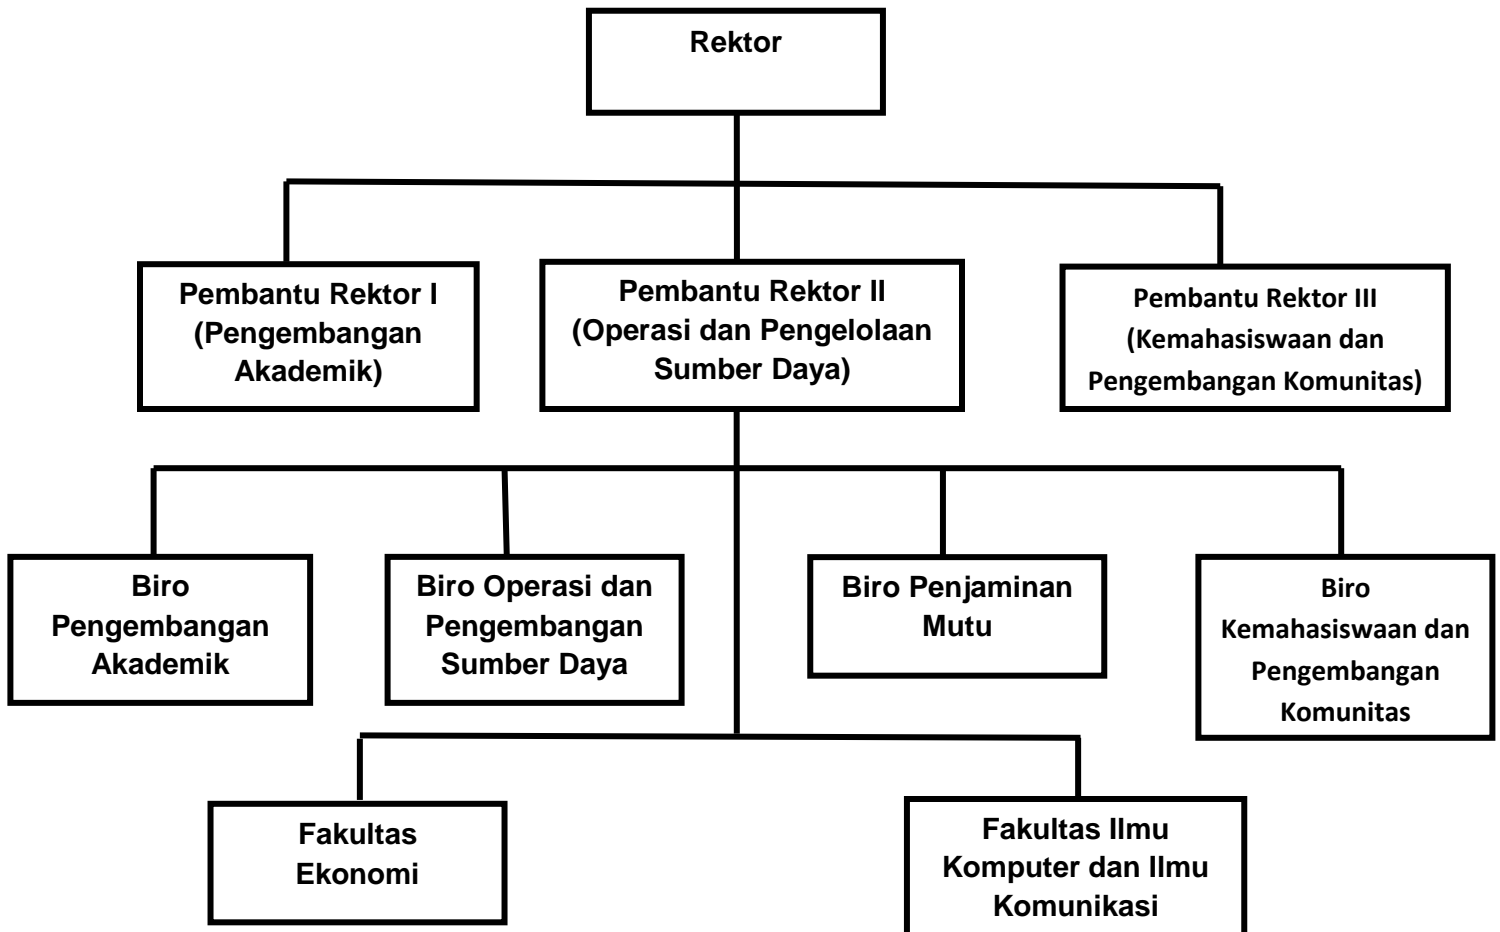 Rektor
Pembantu Rektor I
(Pengembangan
Akademik)
Pembantu Rektor II
(Operasi dan Pengelolaan
Sumber Daya)
Pembantu Rektor III
(Kemahasiswaan dan
Pengembangan Komunitas)
Biro
Pengembangan
Akademik
Biro Operasi dan
Pengembangan
Sumber Daya
Biro Penjaminan
Mutu
Biro
Kemahasiswaan dan
Pengembangan
Komunitas
Fakultas
Ekonomi
Fakultas Ilmu
Komputer dan Ilmu
Komunikasi